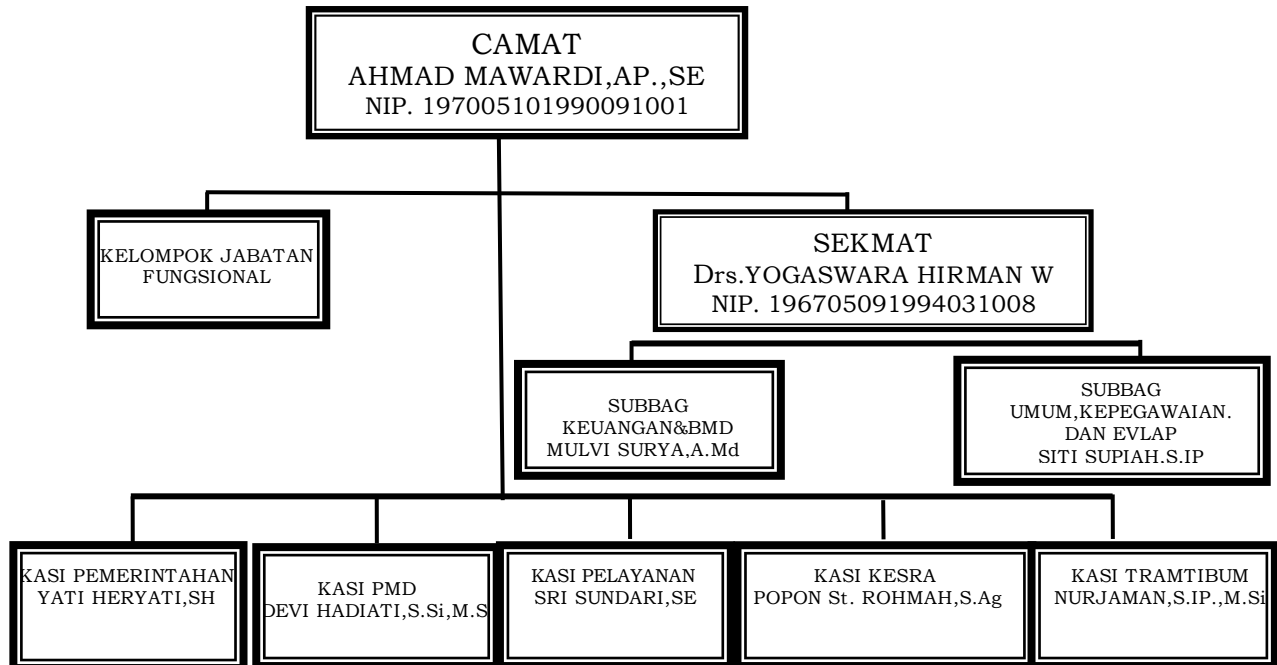 CAMAT
AHMAD MAWARDI,AP.,SE
NIP. 197005101990091001
KELOMPOK JABATAN
FUNGSIONAL
SEKMAT
Drs.YOGASWARA HIRMAN W
NIP. 196705091994031008
SUBBAG
KEUANGAN&BMD
MULVI SURYA,A.Md
SUBBAG
UMUM,KEPEGAWAIAN.
DAN EVLAP
SITI SUPIAH.S.IP
KASI PEMERINTAHAN
YATI HERYATI,SH
KASI PMD
DEVI HADIATI,S.Si,M.S
KASI PELAYANAN
SRI SUNDARI,SE
KASI KESRA
POPON St. ROHMAH,S.Ag
KASI TRAMTIBUM
NURJAMAN,S.IP.,M.Si